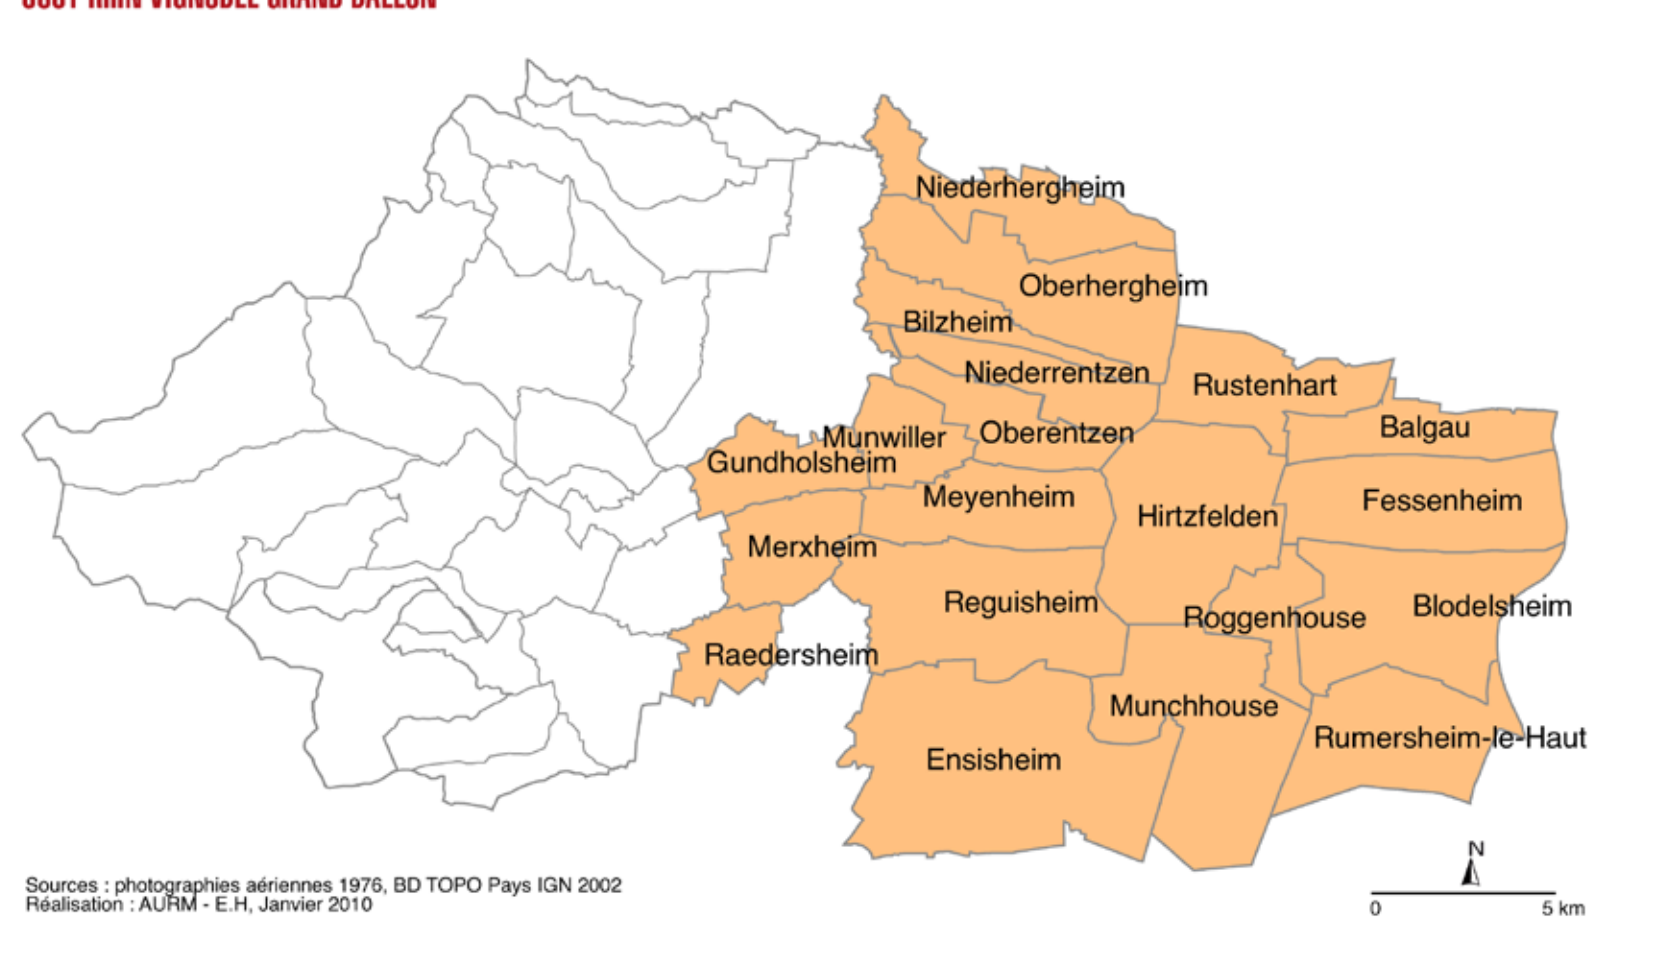 Niederhergheim
Oberhergheim
Bilzheim
Niederrentzen
Rustenhart
Balgau
Munwiller
Oberentzen
Gundholsheim
Meyenheim
Fessenheim
Hirtzfelden
Merxheim
Reguisheim
Blodelsheim
Roggenhouse
Raedersheim
Munchhouse
Rumersheim-le-Haut
Ensisheim
N
Sources : photographies aériennes 1976, BD TOPO Pays IGN 2002
Réalisation : AURM - E.H, Janvier 2010
0 5 km